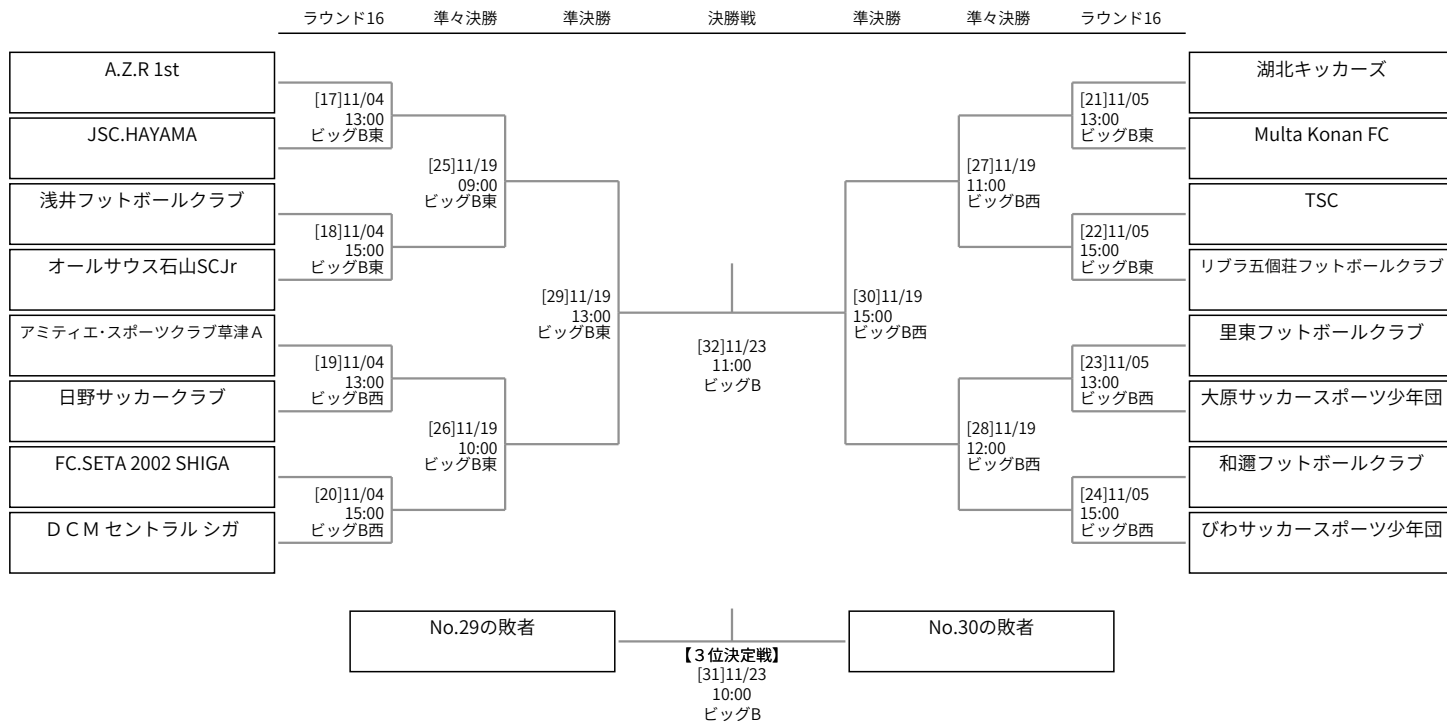 ラウンド16 準々決勝 準決勝 決勝戦 準決勝 準々決勝 ラウンド16
A.Z.R 1st
JSC.HAYAMA
浅井フットボールクラブ
オールサウス石山SCJr
アミティエ・スポーツクラブ草津A
日野サッカークラブ
FC.SETA 2002 SHIGA
DCM セントラル シガ
[17]11/04
13:00
ビッグB東
[18]11/04
15:00
ビッグB東
[19]11/04
13:00
ビッグB西
[20]11/04
15:00
ビッグB西
[25]11/19
09:00
ビッグB東
[26]11/19
10:00
ビッグB東
[29]11/19
13:00
ビッグB東
[32]11/23
11:00
ビッグB
[30]11/19
15:00
ビッグB西
[27]11/19
11:00
ビッグB西
[28]11/19
12:00
ビッグB西
[21]11/05
13:00
ビッグB東
[22]11/05
15:00
ビッグB東
[23]11/05
13:00
ビッグB西
[24]11/05
15:00
ビッグB西
湖北キッカーズ
Multa Konan FC
TSC
リブラ五個荘フットボールクラブ
里東フットボールクラブ
大原サッカースポーツ少年団
和邇フットボールクラブ
びわサッカースポーツ少年団
No.29の敗者
No.30の敗者
【3位決定戦】
[31]11/23
10:00
ビッグB